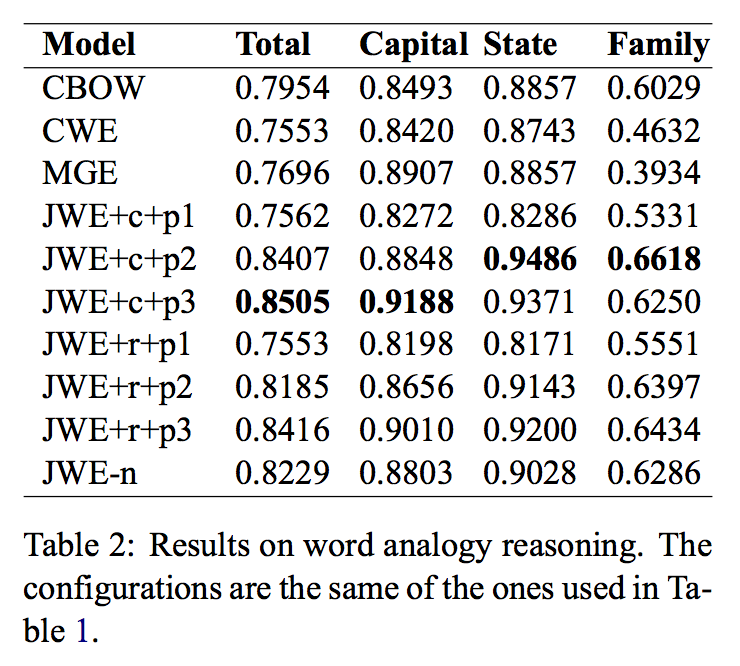 Model Total Capital State Family
CBOW 0.7954 0.8493 0.8857 0.6029
CWE 0.7553 0.8420 0.8743 0.4632
MGE 0.7696 0.8907 0.8857 0.3934
JWE+c+p1 0.7562 0.8272 0.8286 0.5331
JWE+c+p2 0.8407 0.8848 0.9486 0.6618
JWE+c+p3 0.8505 0.9188 0.9371 0.6250
JWE+r+p1 0.7553 0.8198 0.8171 0.5551
JWE+r+p2 0.8185 0.8656 0.9143 0.6397
JWE+r+p3 0.8416 0.9010 0.9200 0.6434
JWE-n 0.8229 0.8803 0.9028 0.6286
Table 2: Results on word analogy reasoning. The
configurations are the same of the ones used in Ta-
ble 1.